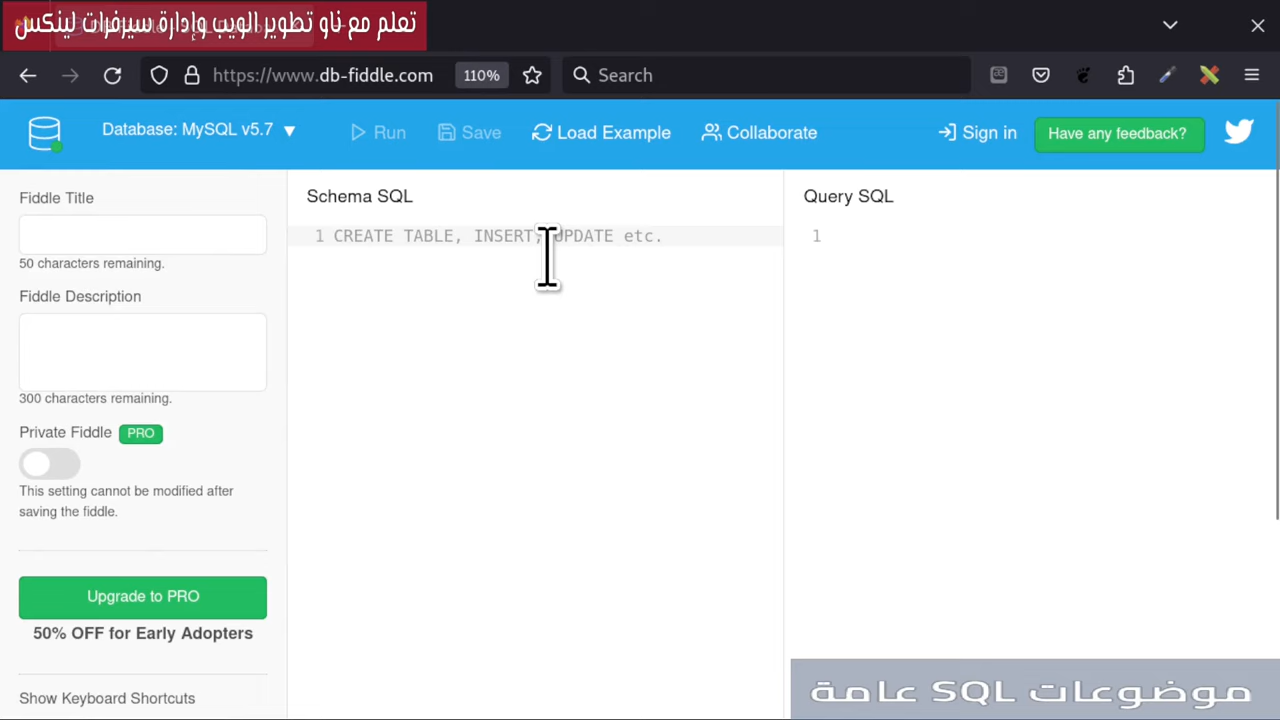 تعلم مع ناو تطوير الويب وإدارة سيرفرات لينكس
https://www.db-fiddle.com
110%
Search
Database: MySQL v5.7
Run
Save
Load Example
Collaborate
Sign in
Have any feedback?
Fiddle Title
50 characters remaining.
Fiddle Description
300 characters remaining.
Private Fiddle PRO
This setting cannot be modified after
saving the fiddle.
Upgrade to PRO
50% OFF for Early Adopters
Show Keyboard Shortcuts
Schema SQL
1 CREATE TABLE, INSERT, UPDATE etc.
Query SQL
1
موضوعات SQL عامة